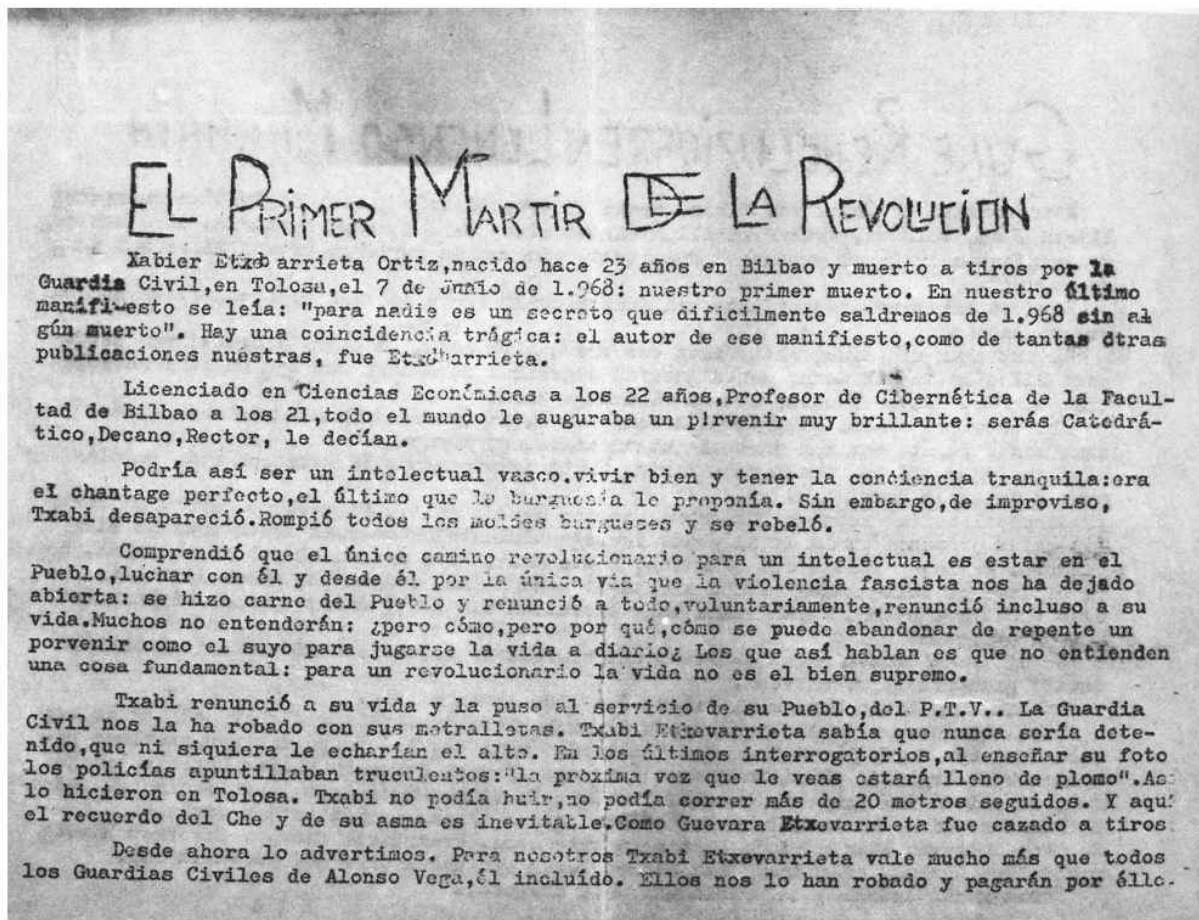 EL PRIMER MARTIR DE LA REVOLUCION
Xabier Etxebarrieta Ortiz,nacido hace 23 años en Bilbao y muerto a tiros por la
Guardia Civil,en Tolosa,el 7 de Junio de 1.968: nuestro primer muerto. En nuestro último
manifiesto se leía: "para nadie es un secreto que dificilmente saldremos de 1.968 sin al
gún muerto". Hay una coincidencia trágica: el autor de ese manifiesto,como de tantas otras
publicaciones nuestras, fue Etxebarrieta.
Licenciado en Ciencias Económicas a los 22 años,Profesor de Cibernética de la Facul-
tad de Bilbao a los 21,todo el mundo le auguraba un p!rvenir muy brillante: serás Catedrá-
tico,Decano,Rector, le decían.
Podría así ser un intelectual vasco.vivir bien y tener la conciencia tranquila:era
el chantage perfecto,el último que la burguesía le proponía. Sin embargo,de improviso,
Txabi desapareció.Rompió todos los moldes burgueses y se rebeló.
Comprendió que el único camino revolucionario para un intelectual es estar en el
Pueblo,luchar con él y desde él por la única via que la violencia fascista nos ha dejado
abierta: se hizo carne del Pueblo y renunció a todo,voluntariamente,renunció incluso a su
vida.Muchos no entenderán: ¿pero cómo,pero por qué,cómo se puede abandonar de repente un
porvenir como el suyo para jugarse la vida a diario¿ Los que así hablan es que no entienden
una cosa fundamental: para un revolucionario la vida no es el bien supremo.
Txabi renunció a su vida y la puso al servicio de su Pueblo,del P.T.V.. La Guardia
Civil nos la ha robado con sus metralletas. Txabi Etxevarrieta sabía que nunca sería dete-
nido,que ni siquiera le echarían el alto. En los últimos interrogatorios,al enseñar su foto
los policías apuntillaban truculentos:"la próxima vez que le veas estará lleno de plomo".As
lo hicieron en Tolosa. Txabi no podía huir,no podía correr más de 20 metros seguidos. Y aquí
el recuerdo del Che y de su asma es inevitable.Como Guevara Etxevarrieta fue cazado a tiros
Desde ahora lo advertimos. Para nosotros Txabi Etxevarrieta vale mucho más que todos
los Guardias Civiles de Alonso Vega,él incluído. Ellos nos lo han robado y pagarán por éllo.